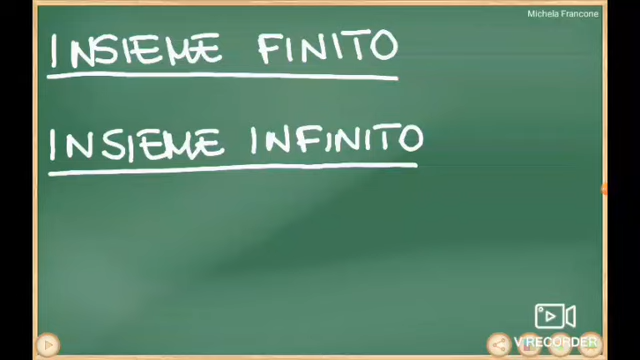 Michela Francone
INSIEME FINITO
INSIEME INFINITO
V RECORDER